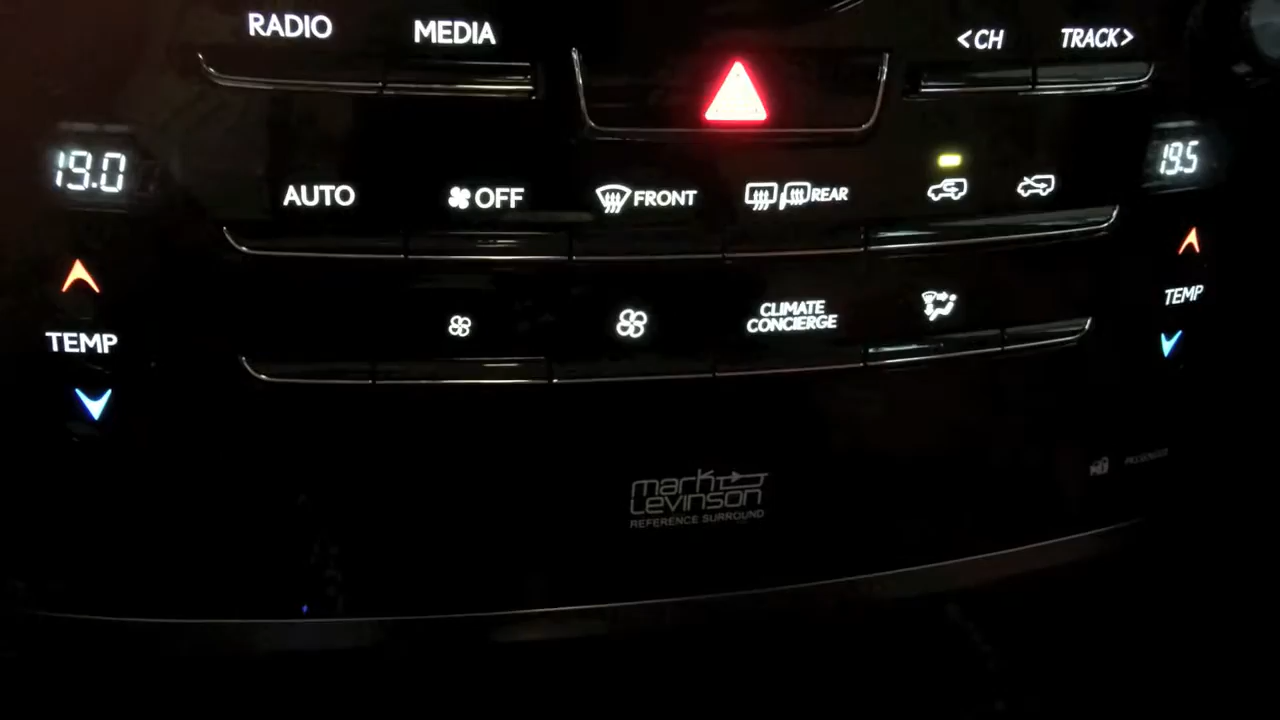 RADIO MEDIA <CH TRACK>
19.0 19.5
AUTO OFF FRONT REAR
TEMP CLIMATE CONCIERGE TEMP
mark Levinson
REFERENCE SURROUND
PASSENGER